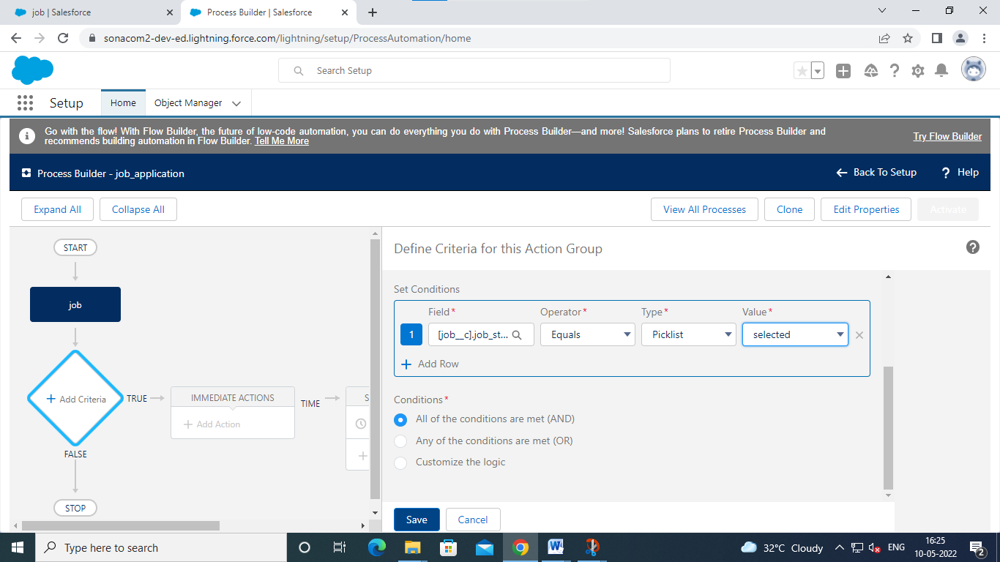 job | Salesforce
Process Builder | Salesforce
sonacom2-dev-ed.lightning.force.com/lightning/setup/ProcessAutomation/home
Search Setup
Setup
Home
Object Manager
Go with the flow! With Flow Builder, the future of low-code automation, you can do everything you do with Process Builder—and more! Salesforce plans to retire Process Builder and
recommends building automation in Flow Builder. Tell Me More
Try Flow Builder
Process Builder - job_application
Back To Setup
? Help
Expand All
Collapse All
View All Processes
Clone
Edit Properties
Activate
START
job
+ Add Criteria
TRUE
IMMEDIATE ACTIONS
+ Add Action
TIME
S
FALSE
STOP
Define Criteria for this Action Group
Set Conditions
Field*
Operator*
Type*
Value*
1
[job__c].job_st...
Equals
Picklist
selected
+ Add Row
Conditions*
All of the conditions are met (AND)
Any of the conditions are met (OR)
Customize the logic
Save
Cancel
Type here to search
32°C Cloudy
ENG
16:25
10-05-2022
2